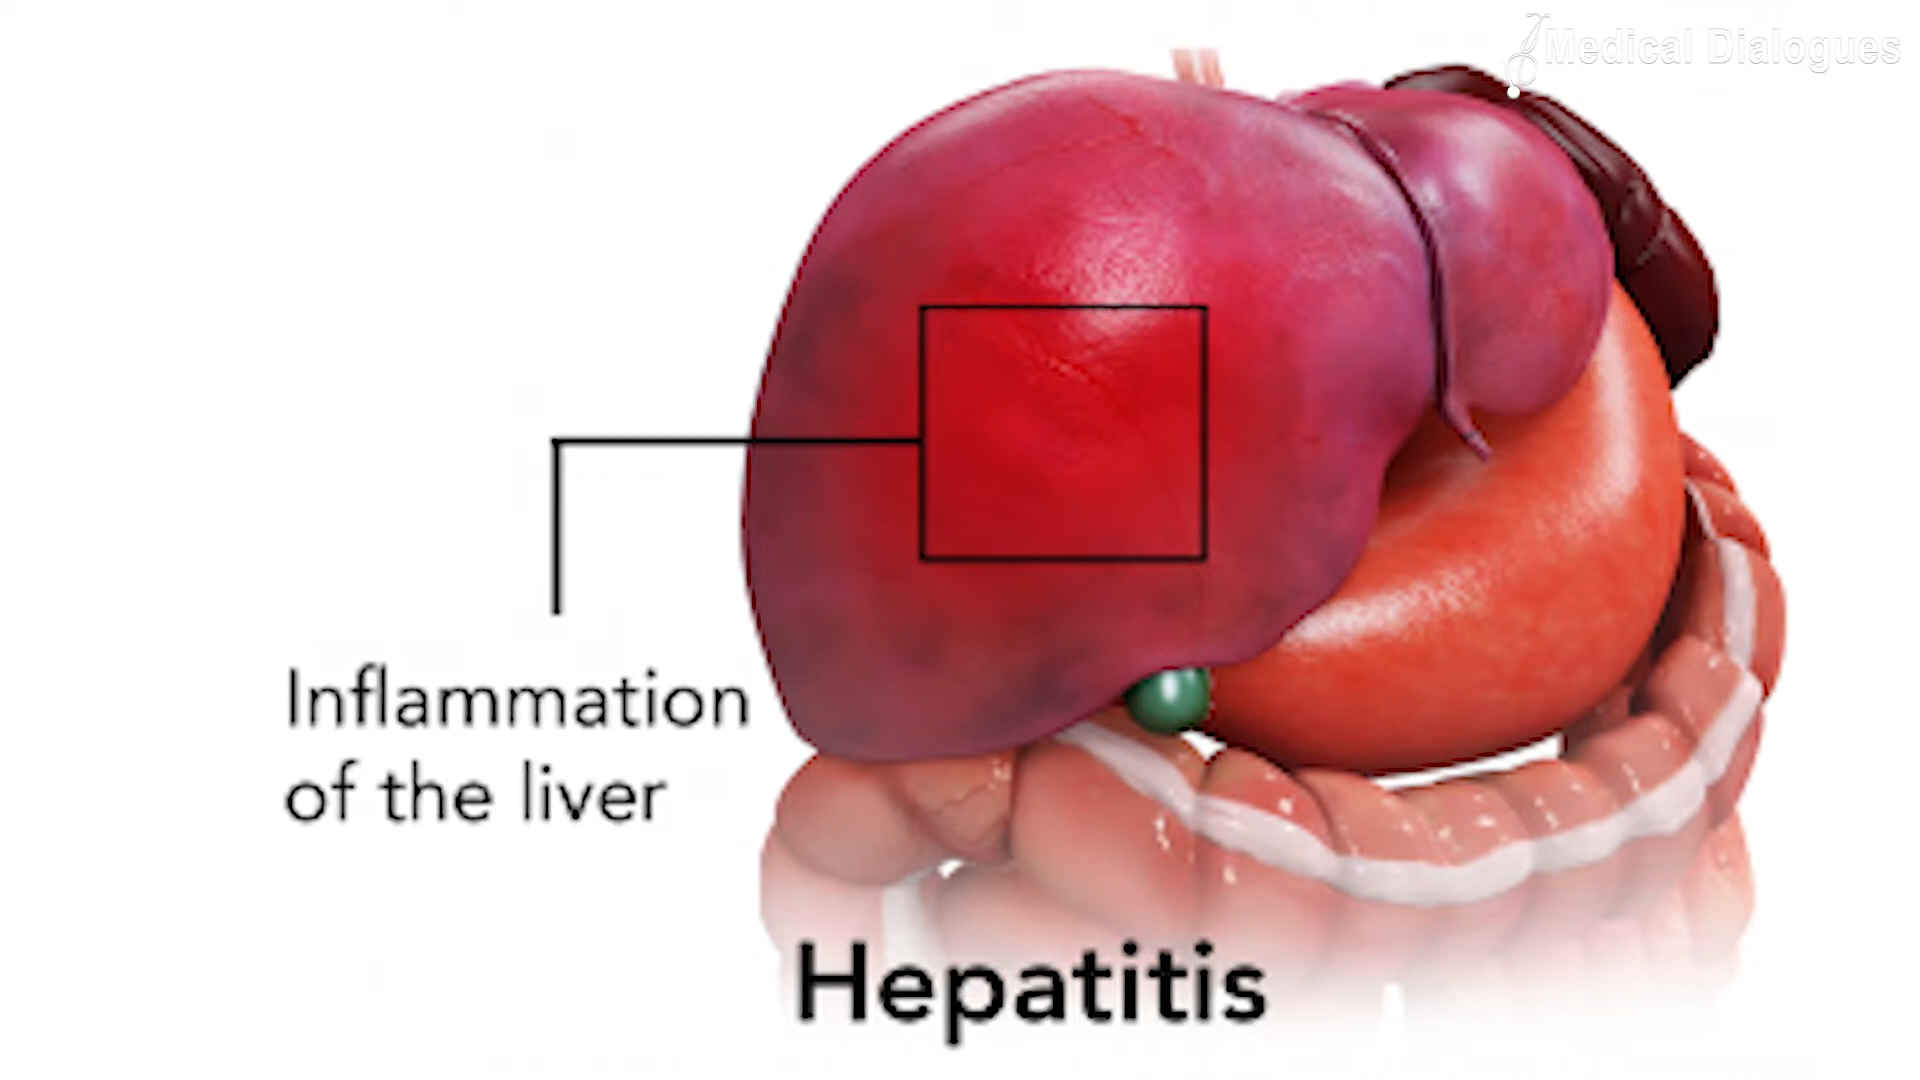 Medical Dialogues
Inflammation
of the liver
Hepatitis